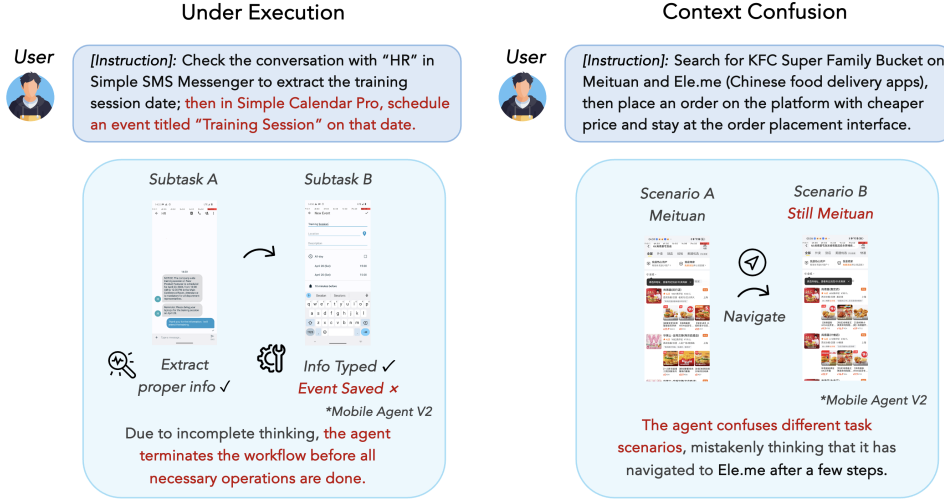 Under Execution
User
[Instruction]: Check the conversation with "HR" in
Simple SMS Messenger to extract the training
session date; then in Simple Calendar Pro, schedule
an event titled "Training Session" on that date.
Subtask A
Subtask B
New Event
Training Session
All day
Extract
proper info ✓
Info Typed ✓
Event Saved ×
*Mobile Agent V2
Due to incomplete thinking, the agent
terminates the workflow before all
necessary operations are done.
Context Confusion
User
[Instruction]: Search for KFC Super Family Bucket on
Meituan and Ele.me (Chinese food delivery apps),
then place an order on the platform with cheaper
price and stay at the order placement interface.
Scenario A
Meituan
Scenario B
Still Meituan
Navigate
*Mobile Agent V2
The agent confuses different task
scenarios, mistakenly thinking that it has
navigated to Ele.me after a few steps.